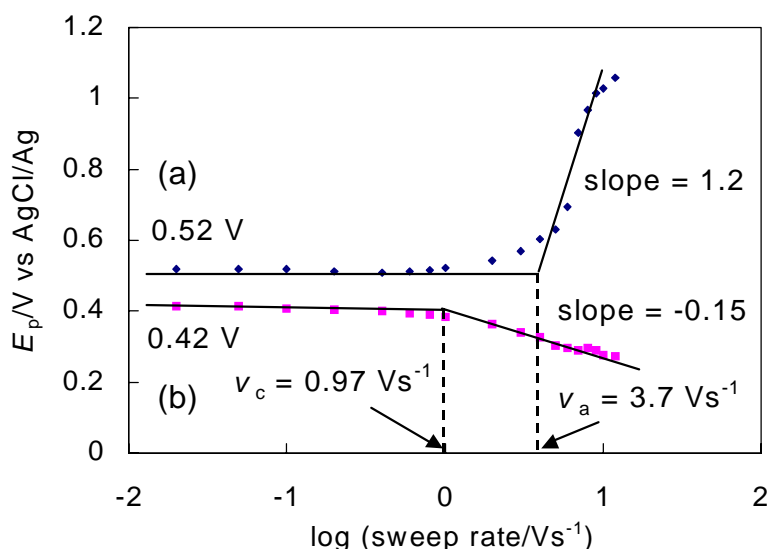 1.2
1
0.8
0.6
0.4
0.2
0
Eₚ/V vs AgCl/Ag
(a)
0.52 V
slope = 1.2
0.42 V
slope = -0.15
(b)
v c = 0.97 Vs⁻¹
v a = 3.7 Vs⁻¹
-2
-1
0
1
2
log (sweep rate/Vs⁻¹)